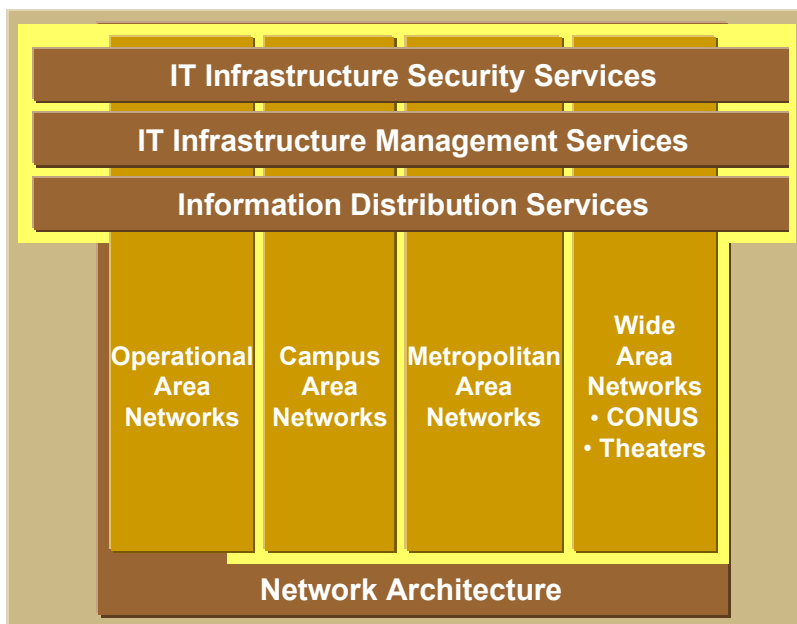 IT Infrastructure Security Services
IT Infrastructure Management Services
Information Distribution Services
Operational
Area
Networks
Campus
Area
Networks
Metropolitan
Area
Networks
Wide
Area
Networks
• CONUS
• Theaters
Network Architecture